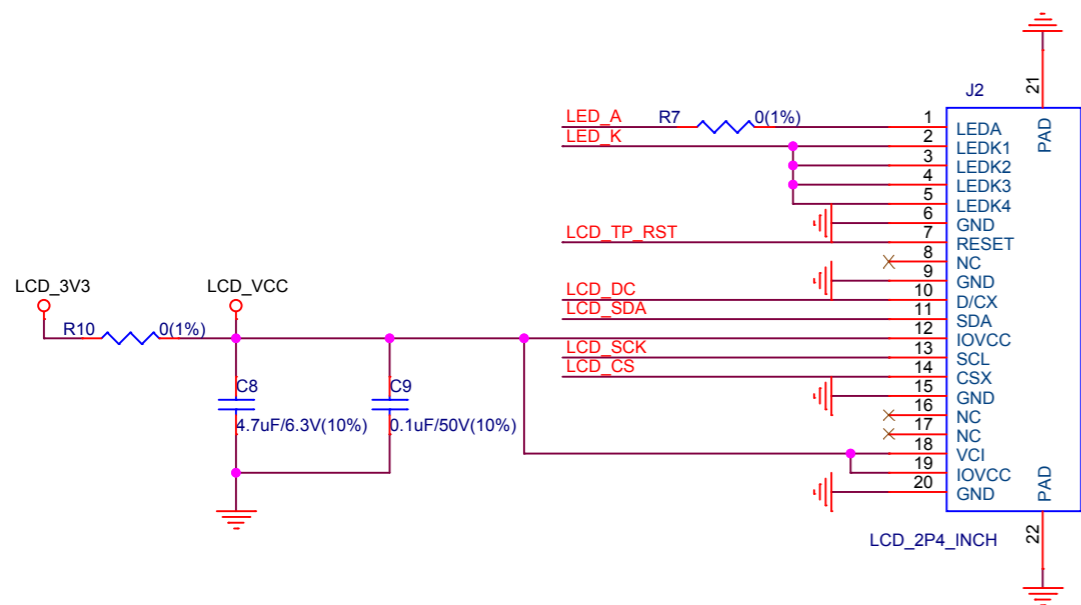 21
J2
LED_A
R7
0(1%)
1
LEDA
PAD
LED_K
2
LEDK1
3
LEDK2
4
LEDK3
5
LEDK4
6
GND
LCD_TP_RST
7
RESET
8
NC
9
GND
LCD_DC
10
D/CX
LCD_SDA
11
SDA
LCD_3V3
LCD_VCC
R10
0(1%)
12
IOVCC
LCD_SCK
13
SCL
LCD_CS
14
CSX
C8
C9
15
GND
16
NC
4.7uF/6.3V(10%)
0.1uF/50V(10%)
17
NC
18
VCI
19
IOVCC
20
GND
PAD
LCD_2P4_INCH
22